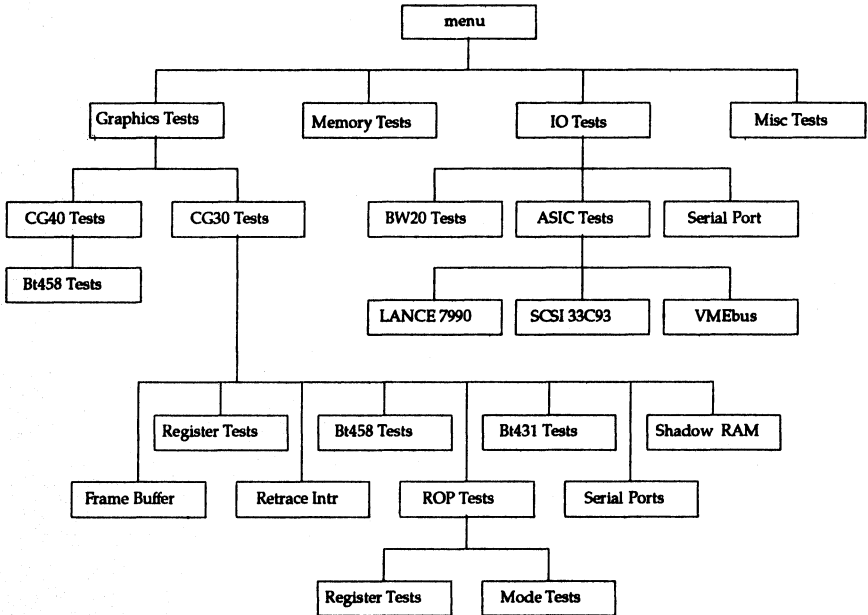 menu
Graphics Tests
Memory Tests
IO Tests
Misc Tests
CG40 Tests
CG30 Tests
BW20 Tests
ASIC Tests
Serial Port
Bt458 Tests
LANCE 7990
SCSI 33C93
VMEbus
Register Tests
Bt458 Tests
Bt431 Tests
Shadow RAM
Frame Buffer
Retrace Intr
ROP Tests
Serial Ports
Register Tests
Mode Tests